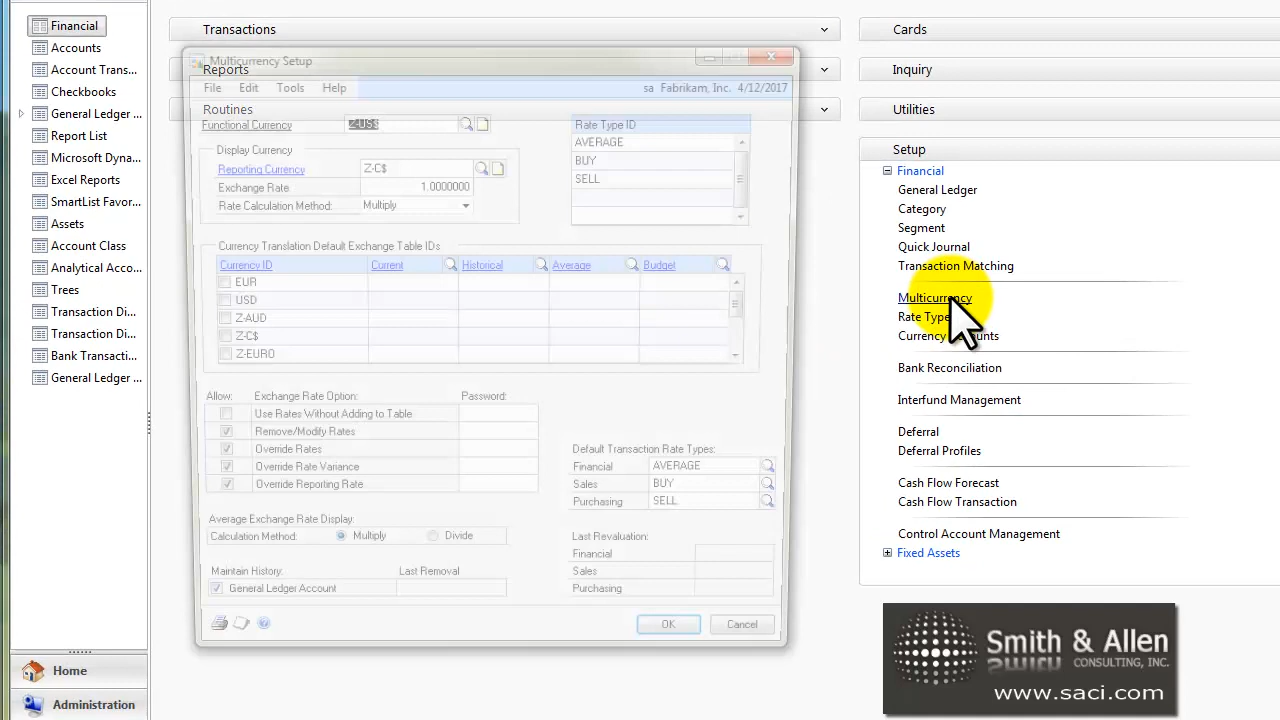 Financial
Accounts
Account Trans...
Checkbooks
General Ledger ...
Report List
Microsoft Dyna...
Excel Reports
SmartList Favor...
Assets
Account Class
Analytical Acco...
Trees
Transaction Di...
Transaction Di...
Bank Transacti...
General Ledger ...
Home
Administration
Transactions
Reports
Routines
Multicurrency Setup
File Edit Tools Help
sa Fabrikam, Inc. 4/12/2017
Functional Currency Z-US$
Display Currency
Reporting Currency Z-C$
Exchange Rate 1.0000000
Rate Calculation Method: Multiply
Rate Type ID
AVERAGE
BUY
SELL
Currency Translation Default Exchange Table IDs
Currency ID Current Historical Average Budget
EUR
USD
Z-AUD
Z-C$
Z-EURO
Allow: Exchange Rate Option: Password:
Use Rates Without Adding to Table
Remove/Modify Rates
Override Rates
Override Rate Variance
Override Reporting Rate
Default Transaction Rate Types:
Financial AVERAGE
Sales BUY
Purchasing SELL
Average Exchange Rate Display:
Calculation Method: Multiply Divide
Last Revaluation:
Financial
Sales
Purchasing
Maintain History: Last Removal
General Ledger Account
OK Cancel
Cards
Inquiry
Utilities
Setup
Financial
General Ledger
Category
Segment
Quick Journal
Transaction Matching
Multicurrency
Rate Type
Currency Accounts
Bank Reconciliation
Interfund Management
Deferral
Deferral Profiles
Cash Flow Forecast
Cash Flow Transaction
Control Account Management
Fixed Assets
Smith & Allen
CONSULTING, INC.
www.saci.com